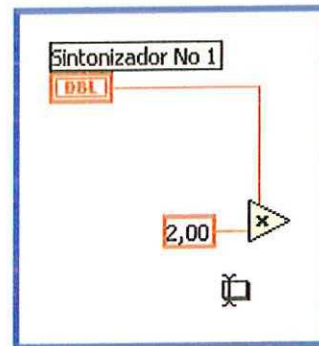 Sintonizador No 1
DBL
2,00
×